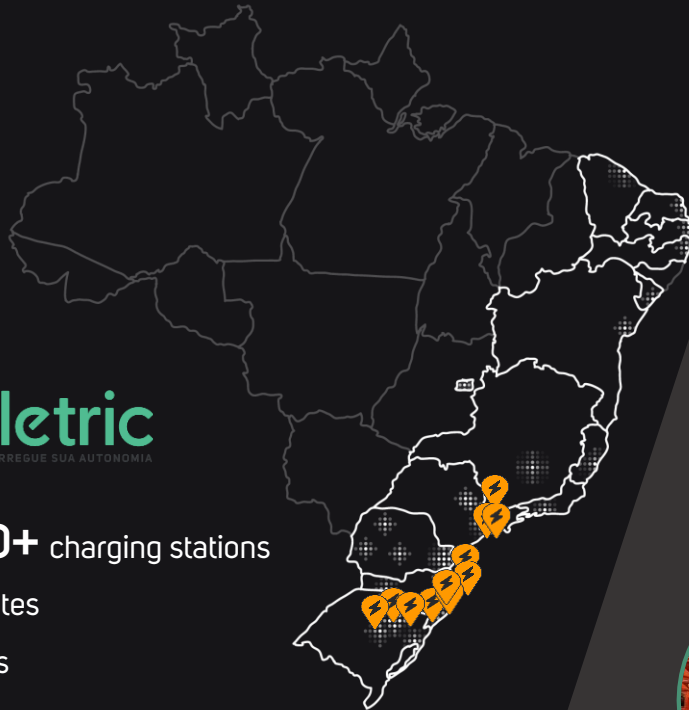 letric
RREGUE SUA AUTONOMIA
0+ charging stations
tes
s